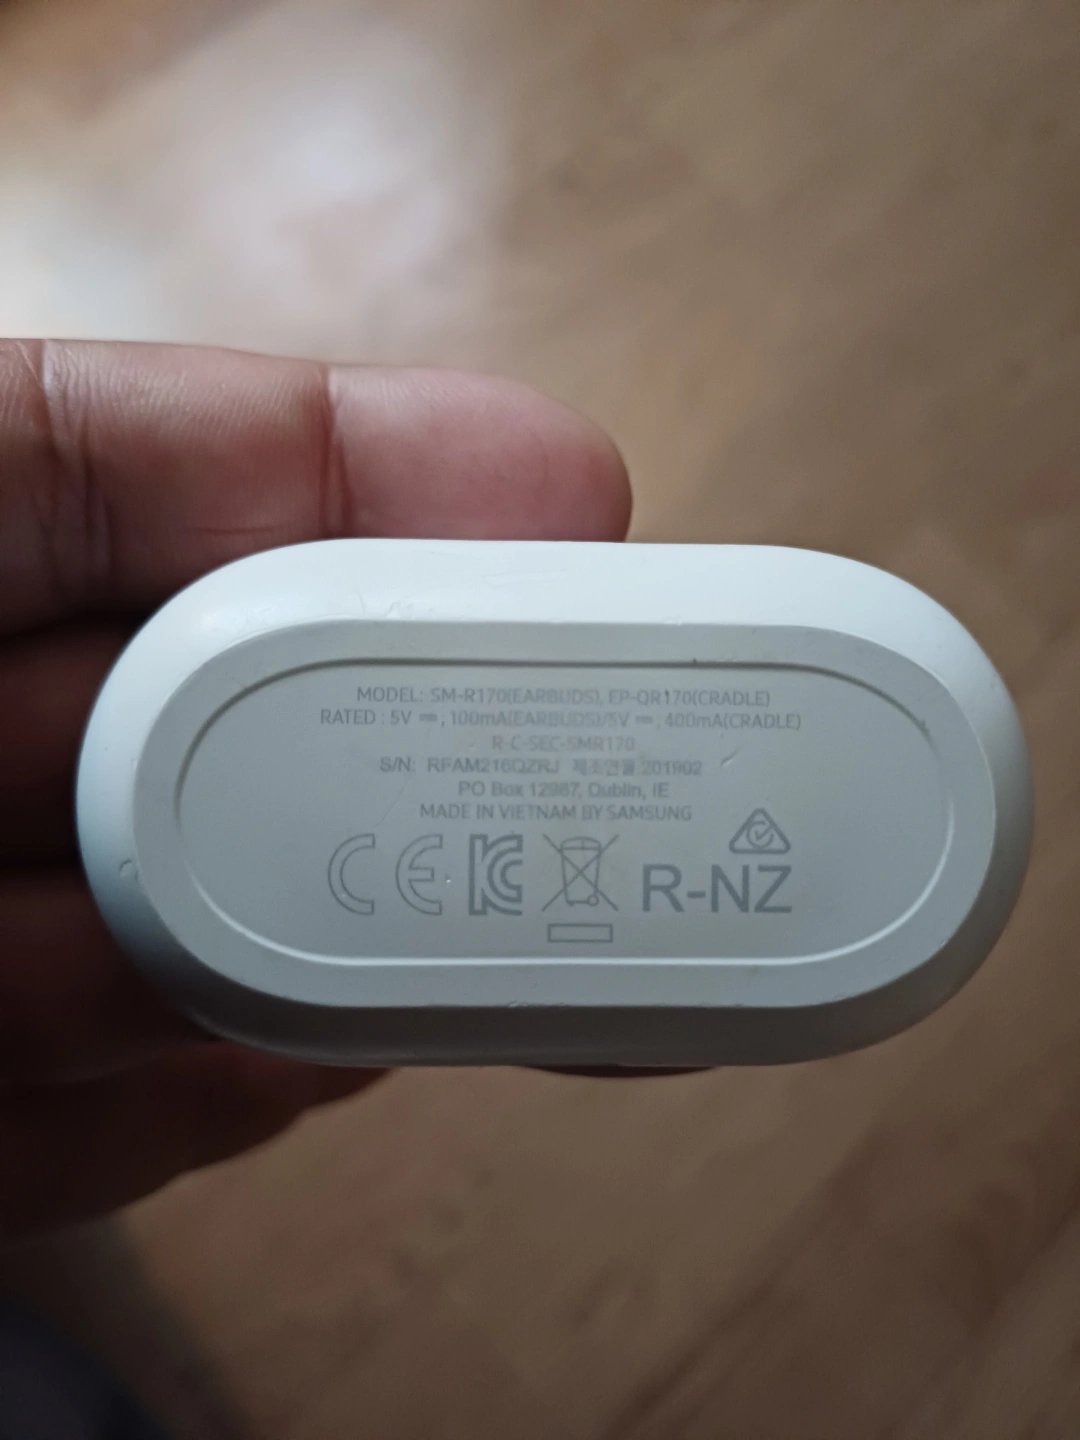 MODEL: SM-R170(EARBUDS), EP-QR170(CRADLE)
RATED : 5V ⎓; 100mA(EARBUDS)/5V ⎓; 400mA(CRADLE)
R-C-SEC-SMR170
S/N: RFAM216QZRJ 제조연월 201902
PO Box 12987, Dublin, IE
MADE IN VIETNAM BY SAMSUNG
CE KC R-NZ